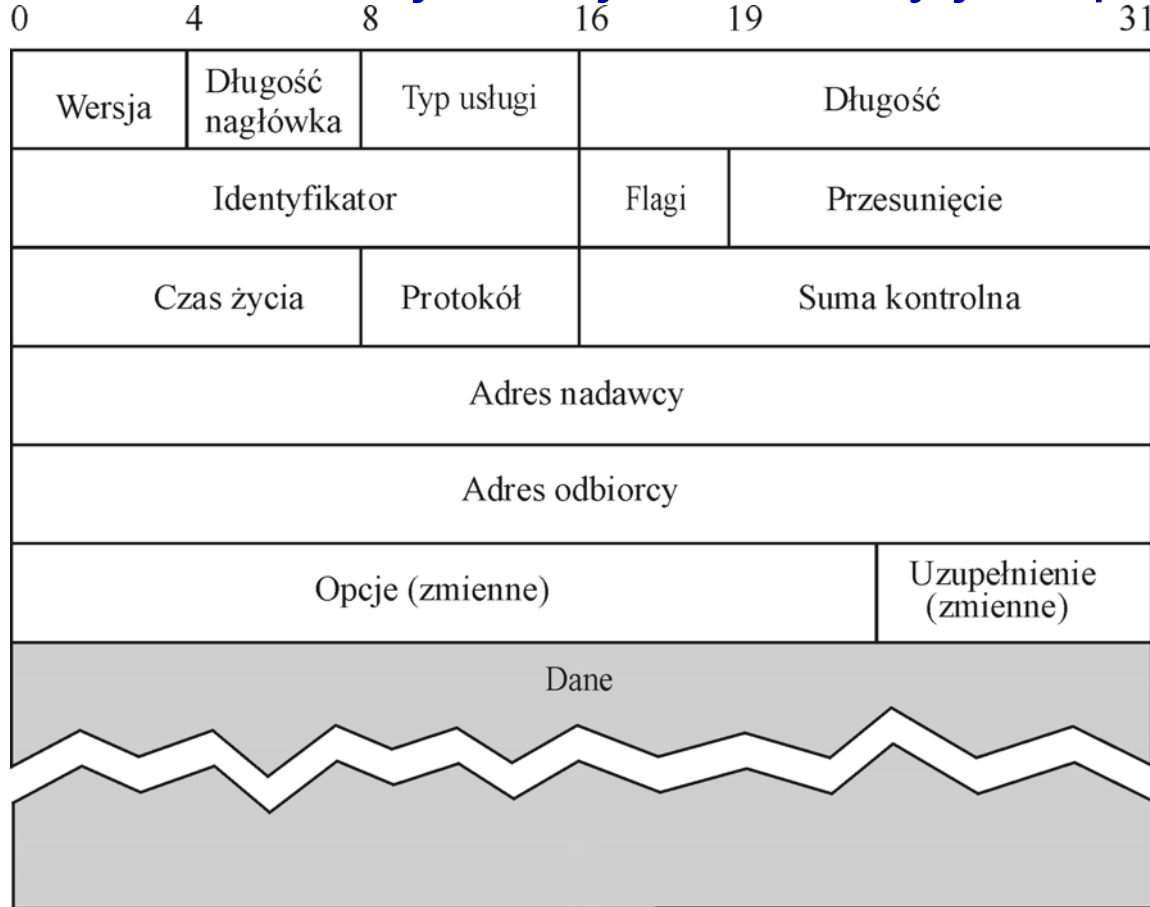 0 4 8 16 19 31
Wersja Długość nagłówka Typ usługi Długość
Identyfikator Flagi Przesunięcie
Czas życia Protokół Suma kontrolna
Adres nadawcy
Adres odbiorcy
Opcje (zmienne) Uzupełnienie (zmienne)
Dane